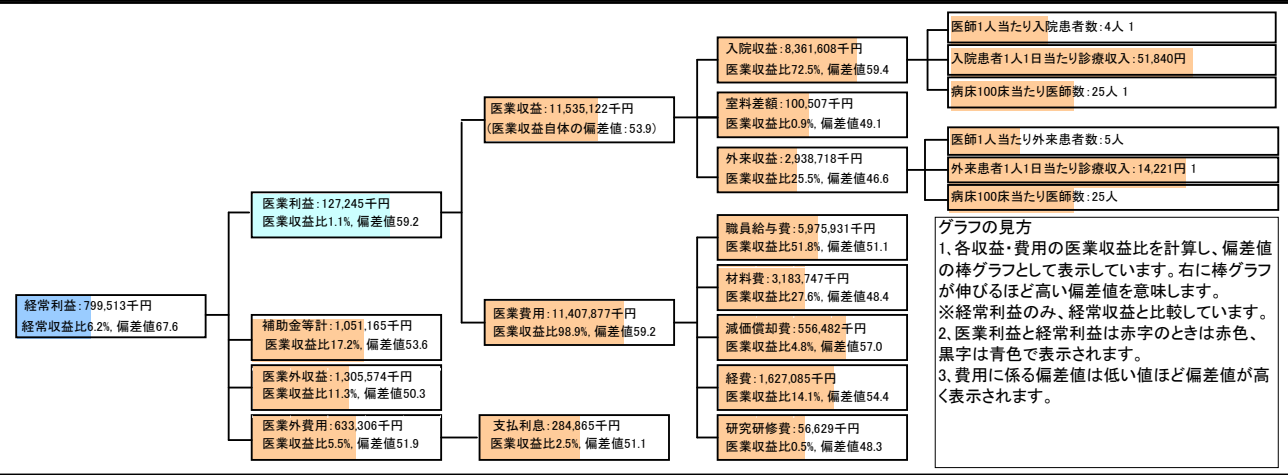 経常利益:799,513千円
経常収益比6.2%, 偏差値67.6
医業利益:127,245千円
医業収益比1.1%, 偏差値59.2
補助金等計:1,051,165千円
医業収益比17.2%, 偏差値53.6
医業外収益:1,305,574千円
医業収益比11.3%, 偏差値50.3
医業外費用:633,306千円
医業収益比5.5%, 偏差値51.9
支払利息:284,865千円
医業収益比2.5%, 偏差値51.1
医業収益:11,535,122千円
(医業収益自体の偏差値:53.9)
医業費用:11,407,877千円
医業収益比98.9%, 偏差値59.2
入院収益:8,361,608千円
医業収益比72.5%, 偏差値59.4
室料差額:100,507千円
医業収益比0.9%, 偏差値49.1
外来収益:2,938,718千円
医業収益比25.5%, 偏差値46.6
職員給与費:5,975,931千円
医業収益比51.8%, 偏差値51.1
材料費:3,183,747千円
医業収益比27.6%, 偏差値48.4
減価償却費:556,482千円
医業収益比4.8%, 偏差値57.0
経費:1,627,085千円
医業収益比14.1%, 偏差値54.4
研究研修費:56,629千円
医業収益比0.5%, 偏差値48.3
医師1人当たり入院患者数:4人 1
入院患者1人1日当たり診療収入:51,840円
病床100床当たり医師数:25人 1
医師1人当たり外来患者数:5人
外来患者1人1日当たり診療収入:14,221円 1
病床100床当たり医師数:25人
グラフの見方
1、各収益・費用の医業収益比を計算し、偏差値
の棒グラフとして表示しています。右に棒グラフ
が伸びるほど高い偏差値を意味します。
※経常利益のみ、経常収益と比較しています。
2、医業利益と経常利益は赤字のときは赤色、
黒字は青色で表示されます。
3、費用に係る偏差値は低い値ほど偏差値が高
く表示されます。